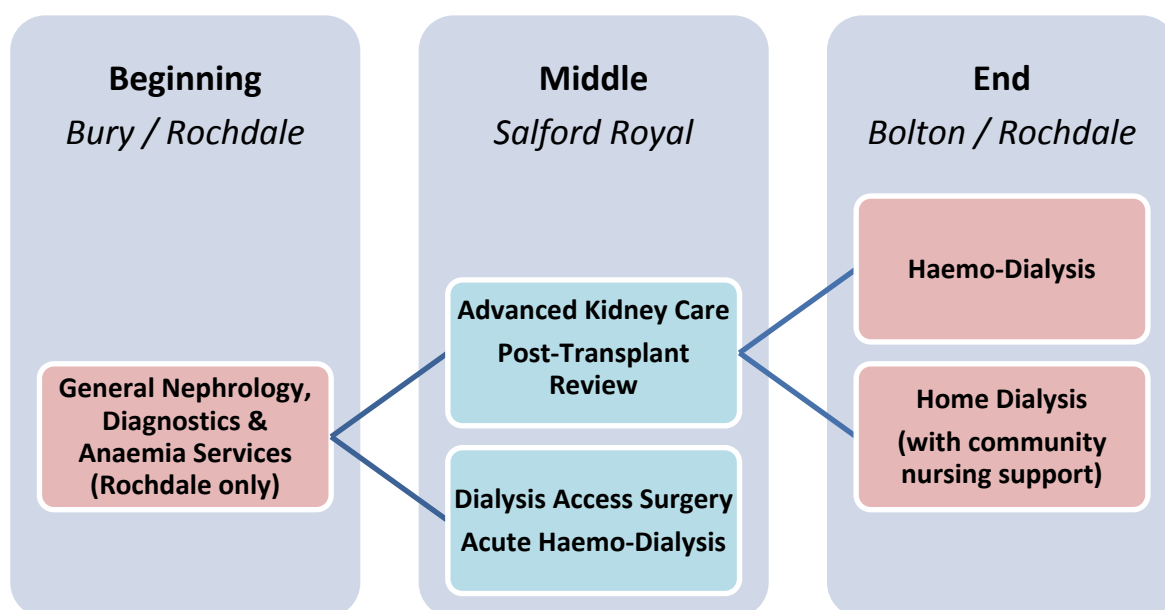 Beginning
Bury / Rochdale
General Nephrology,
Diagnostics &
Anaemia Services
(Rochdale only)
Middle
Salford Royal
Advanced Kidney Care
Post-Transplant
Review
Dialysis Access Surgery
Acute Haemo-Dialysis
End
Bolton / Rochdale
Haemo-Dialysis
Home Dialysis
(with community
nursing support)